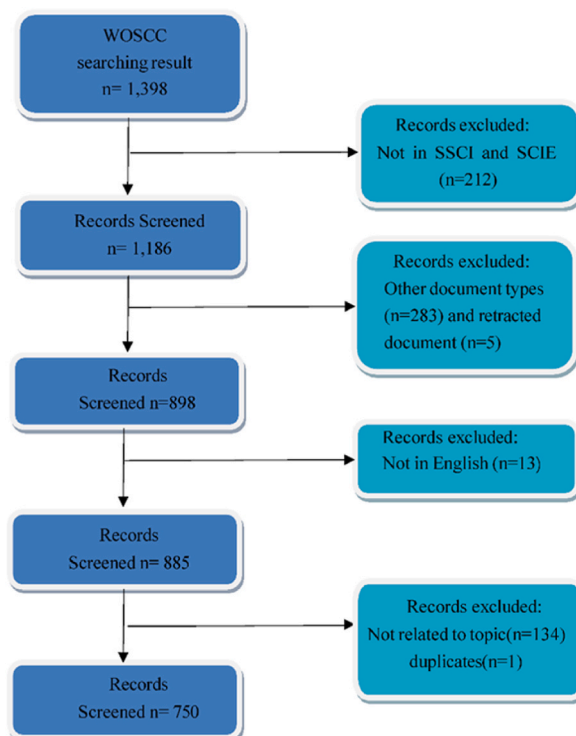 WOSCC
searching result
n= 1,398
Records excluded:
Not in SSCI and SCIE
(n=212)
Records Screened
n= 1,186
Records excluded:
Other document types
(n=283) and retracted
document (n=5)
Records
Screened n=898
Records excluded:
Not in English (n=13)
Records
Screened n= 885
Records excluded:
Not related to topic(n=134)
duplicates(n=1)
Records
Screened n= 750